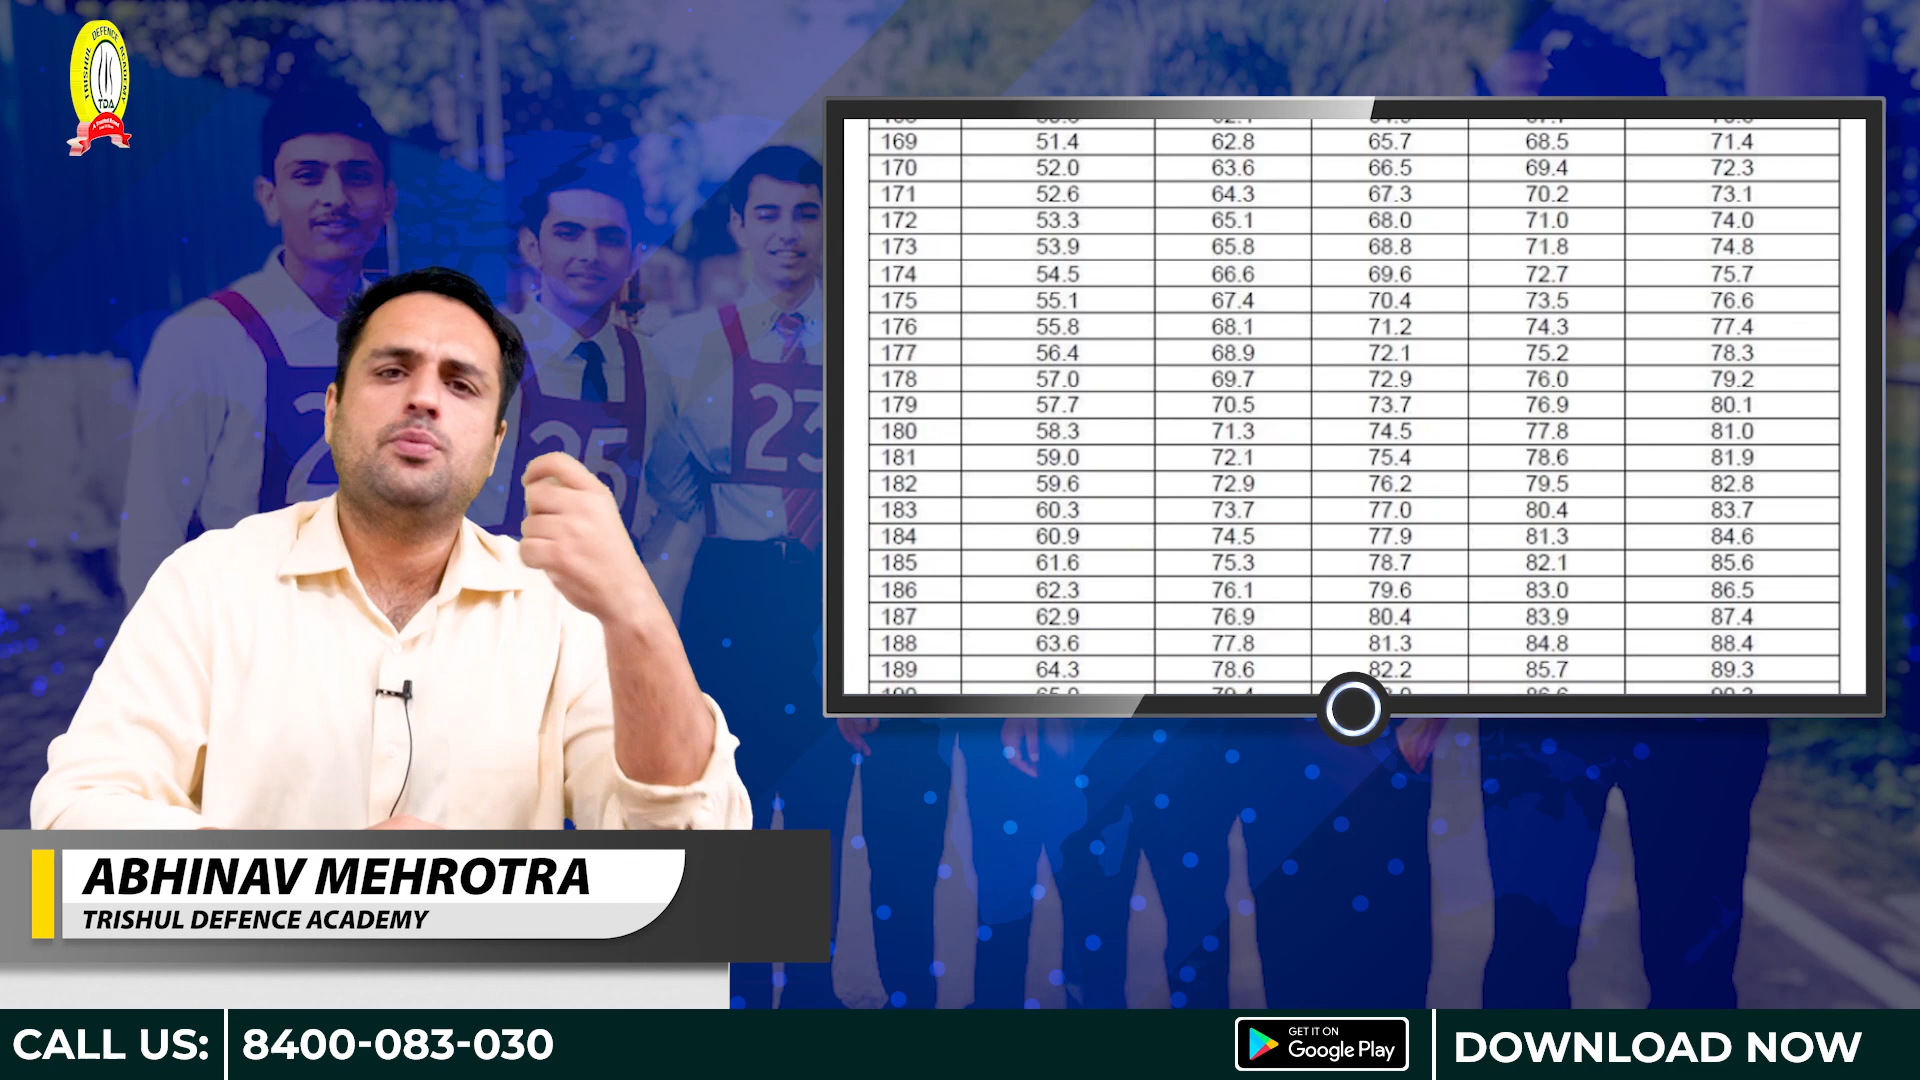 TRISHUL DEFENCE ACADEMY
TDA
169 51.4 62.8 65.7 68.5 71.4
170 52.0 63.6 66.5 69.4 72.3
171 52.6 64.3 67.3 70.2 73.1
172 53.3 65.1 68.0 71.0 74.0
173 53.9 65.8 68.8 71.8 74.8
174 54.5 66.6 69.6 72.7 75.7
175 55.1 67.4 70.4 73.5 76.6
176 55.8 68.1 71.2 74.3 77.4
177 56.4 68.9 72.1 75.2 78.3
178 57.0 69.7 72.9 76.0 79.2
179 57.7 70.5 73.7 76.9 80.1
180 58.3 71.3 74.5 77.8 81.0
181 59.0 72.1 75.4 78.6 81.9
182 59.6 72.9 76.2 79.5 82.8
183 60.3 73.7 77.0 80.4 83.7
184 60.9 74.5 77.9 81.3 84.6
185 61.6 75.3 78.7 82.1 85.6
186 62.3 76.1 79.6 83.0 86.5
187 62.9 76.9 80.4 83.9 87.4
188 63.6 77.8 81.3 84.8 88.4
189 64.3 78.6 82.2 85.7 89.3
25
23
ABHINAV MEHROTRA
TRISHUL DEFENCE ACADEMY
CALL US: 8400-083-030
GET IT ON
Google Play
DOWNLOAD NOW